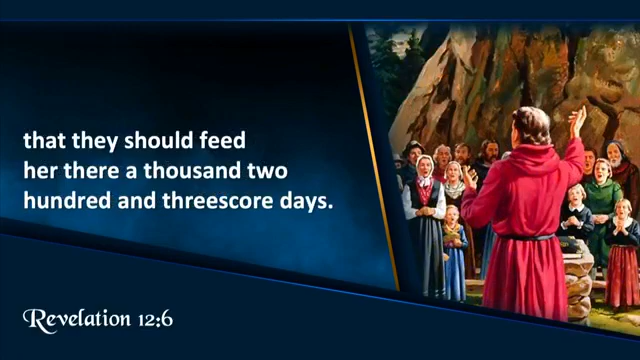 that they should feed
her there a thousand two
hundred and threescore days.
Revelation 12:6